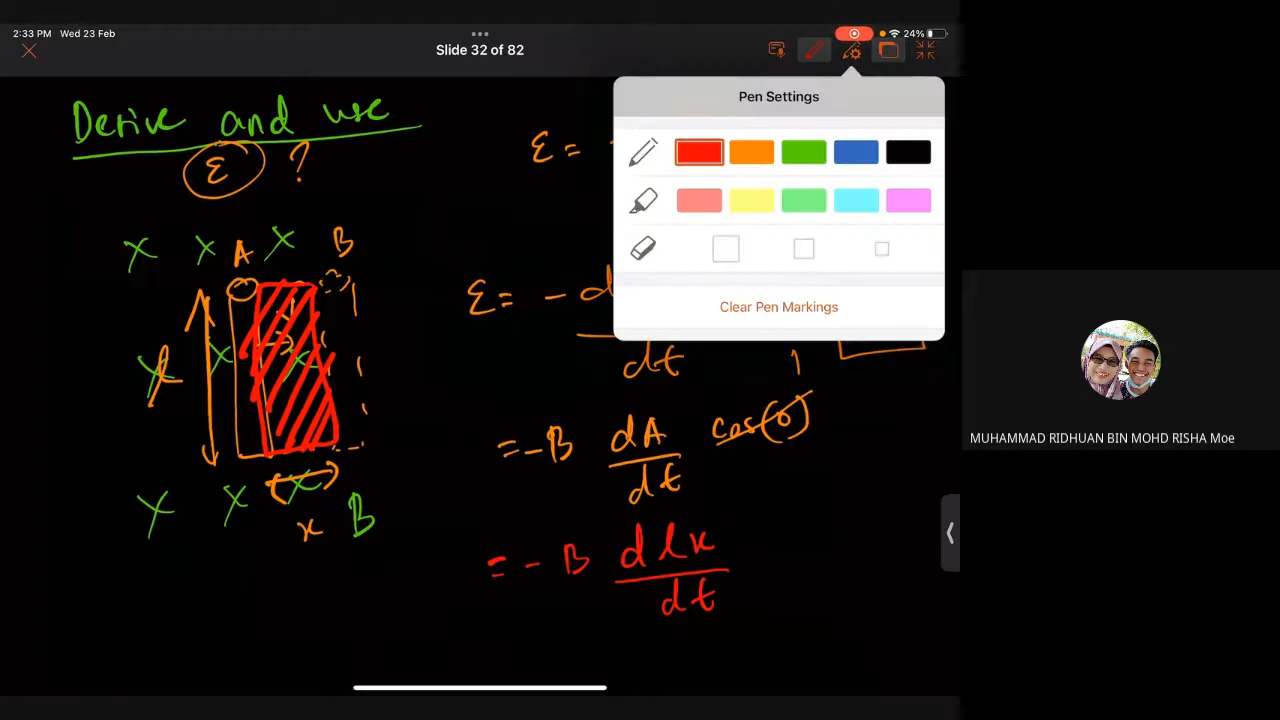 2:33 PM Wed 23 Feb
24%
Slide 32 of 82
Pen Settings
Clear Pen Markings
Derive and use
ε ?
ε =
X X A X B
ε = - d
dt
l X X X
= -B dA cos(0)
dt
X X X B
x
= - B d l x
dt
MUHAMMAD RIDHUAN BIN MOHD RISHA Moe